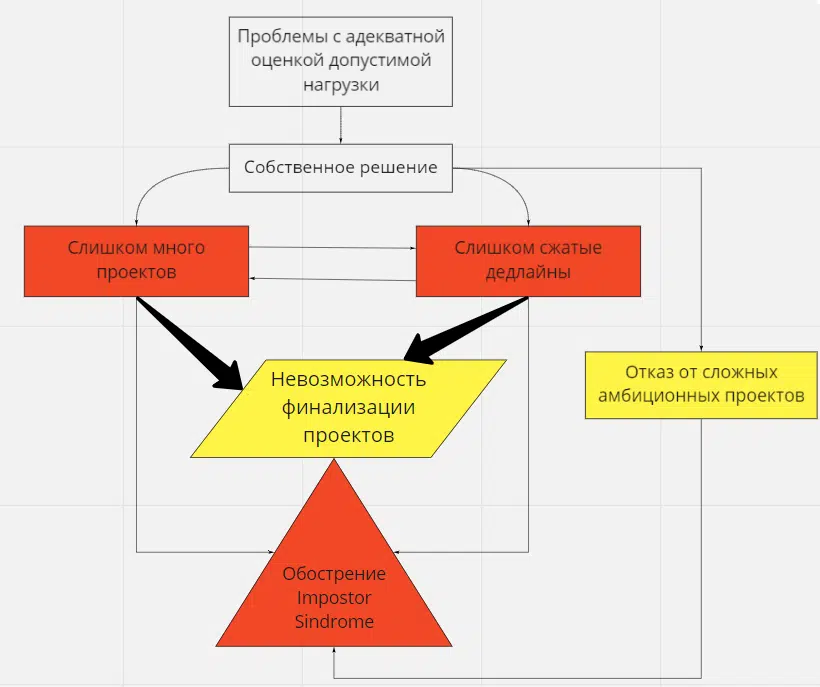 Проблемы с адекватной
оценкой допустимой
нагрузки
Собственное решение
Слишком много
проектов
Слишком сжатые
дедлайны
Невозможность
финализации
проектов
Отказ от сложных
амбиционных проектов
Обострение
Impostor
Sindrome